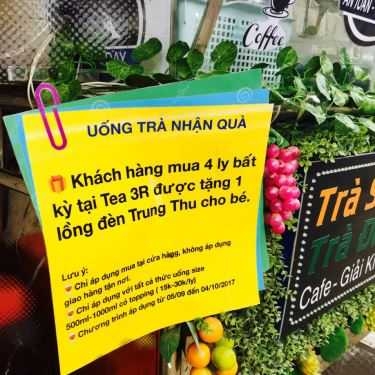 Coffee
UỐNG TRÀ NHẬN QUÀ
Khách hàng mua 4 ly bất
kỳ tại Tea 3R được tặng 1
lồng đèn Trung Thu cho bé.
Lưu ý:
Chỉ áp dụng mua tại cửa hàng, không áp dụng
giao hàng tận nơi.
Chỉ áp dụng với tất cả thức uống size
500ml-1000ml có topping ( 15k-30k/ly)
Chương trình áp dụng từ 05/09 đến 04/10/2017
Trà
Trà
Cafe- Giải